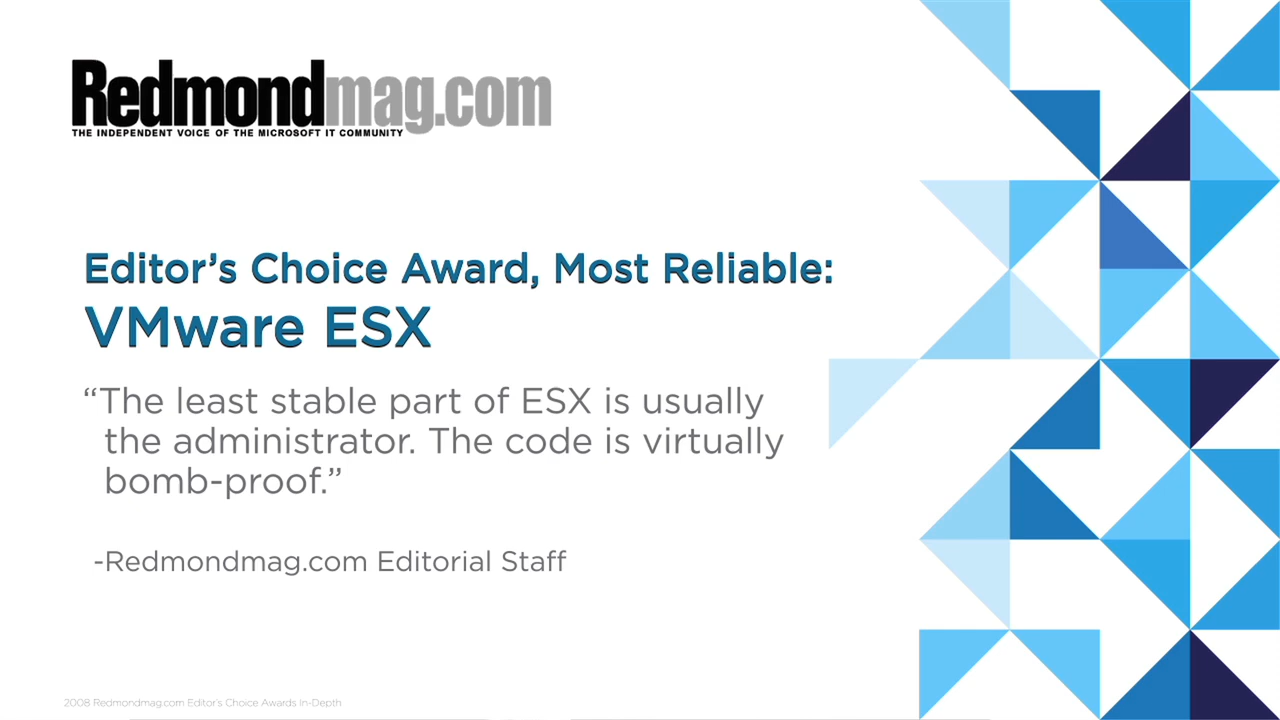 Redmondmag.com
THE INDEPENDENT VOICE OF THE MICROSOFT IT COMMUNITY
Editor’s Choice Award, Most Reliable:
VMware ESX
“The least stable part of ESX is usually
the administrator. The code is virtually
bomb-proof.”
-Redmondmag.com Editorial Staff
2008 Redmondmag.com Editor's Choice Awards In-Depth